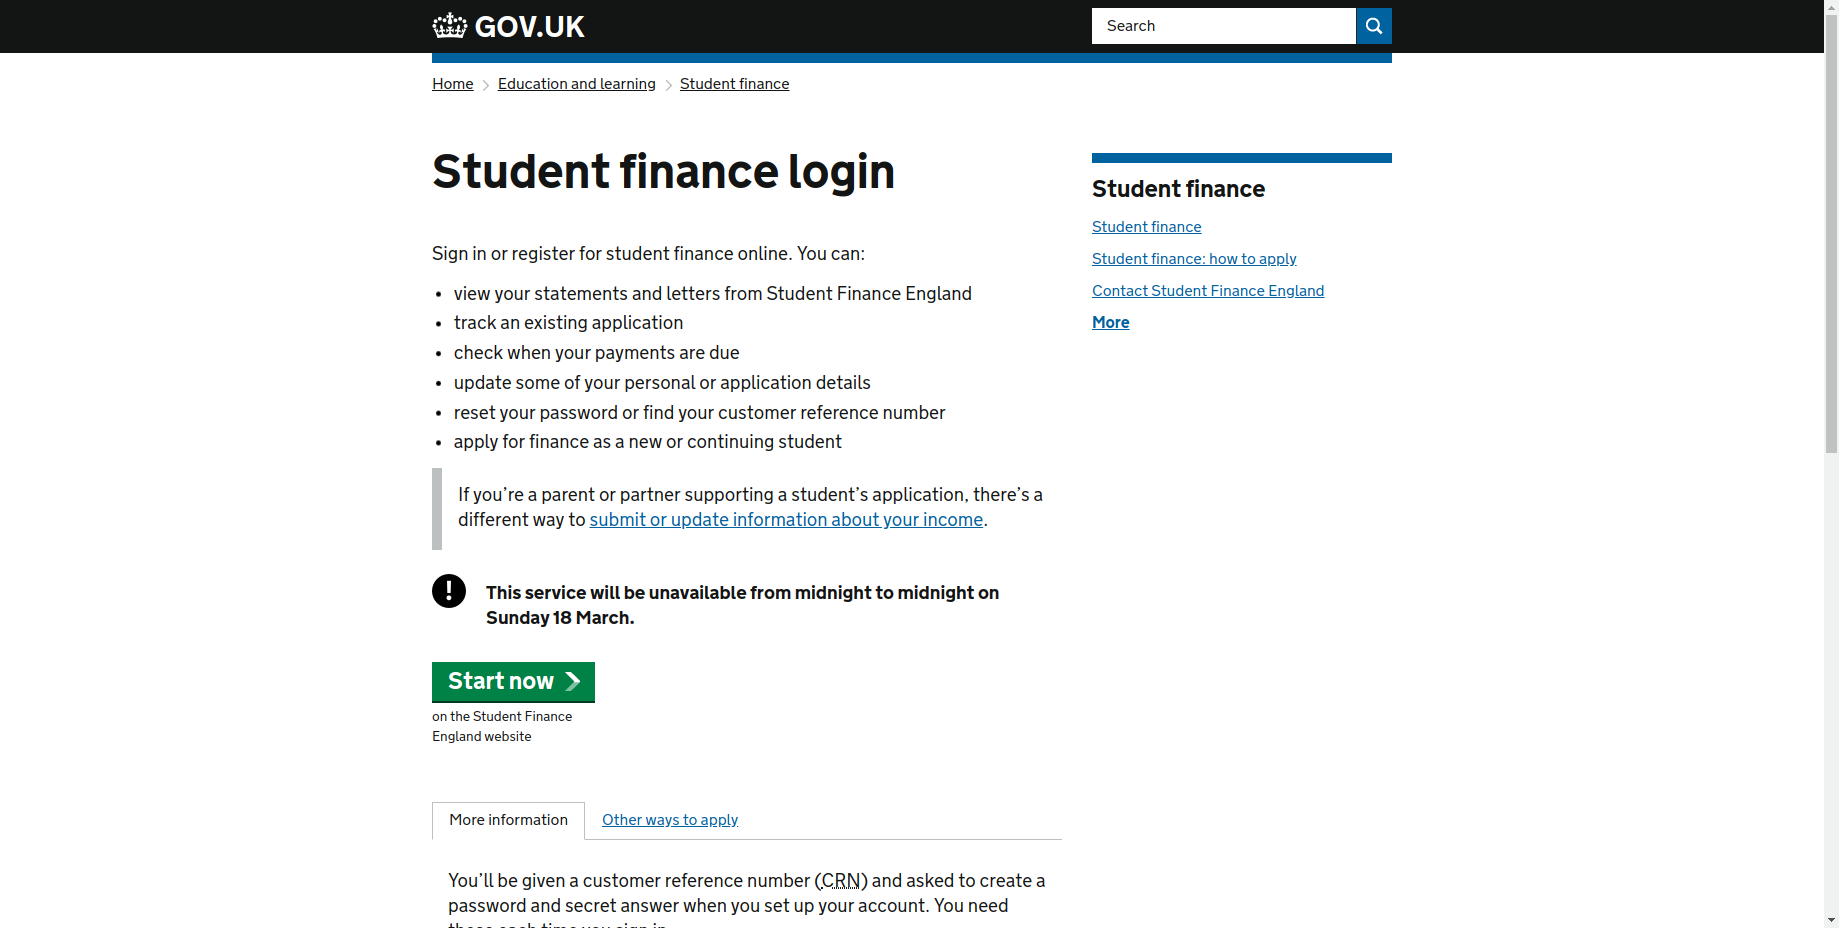 GOV.UK
Search
Home
Education and learning
Student finance
Student finance login
Sign in or register for student finance online. You can:
• view your statements and letters from Student Finance England
• track an existing application
• check when your payments are due
• update some of your personal or application details
• reset your password or find your customer reference number
• apply for finance as a new or continuing student
If you’re a parent or partner supporting a student’s application, there’s a
different way to submit or update information about your income.
!
This service will be unavailable from midnight to midnight on
Sunday 18 March.
Start now
on the Student Finance
England website
More information
Other ways to apply
You’ll be given a customer reference number (CRN) and asked to create a
password and secret answer when you set up your account. You need
these each time you sign in.
Student finance
Student finance
Student finance: how to apply
Contact Student Finance England
More